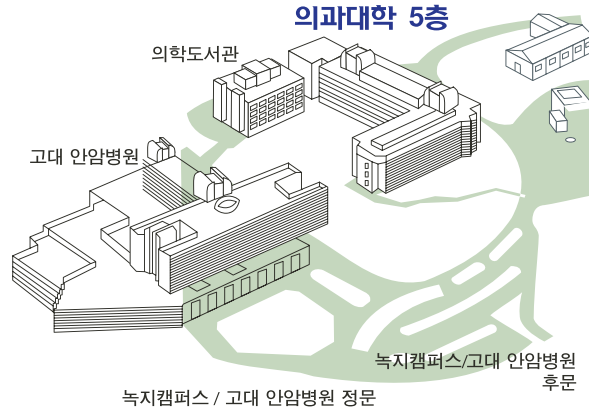 의과대학 5층
의학도서관
고대 안암병원
녹지캠퍼스/고대 안암병원
후문
녹지캠퍼스 / 고대 안암병원 정문